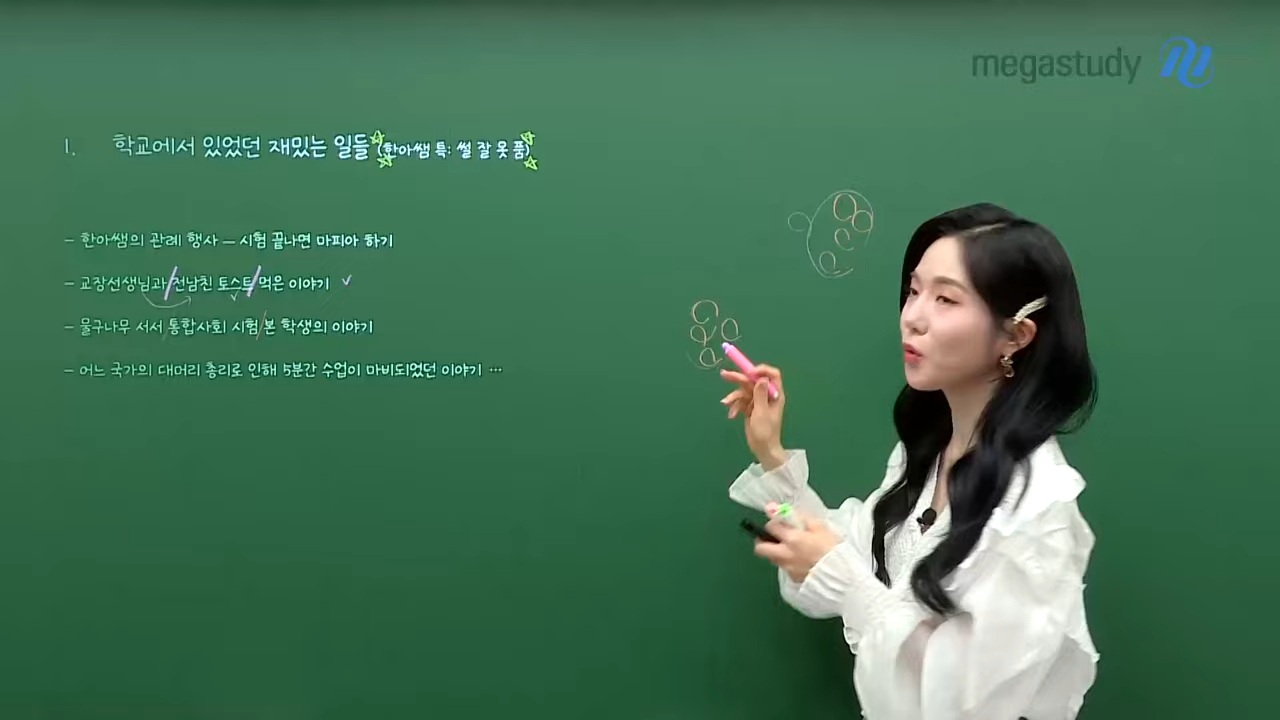 megastudy
1. 학교에서 있었던 재밌는 일들 (한아쌤 특: 썰 잘 못 품)
- 한아쌤의 관례 행사 - 시험 끝나면 마피아 하기
- 교장선생님과 전남친 토스트 먹은 이야기
- 물구나무 서서 통합사회 시험 본 학생의 이야기
- 어느 국가의 대머리 총리로 인해 5분간 수업이 마비되었던 이야기 ...